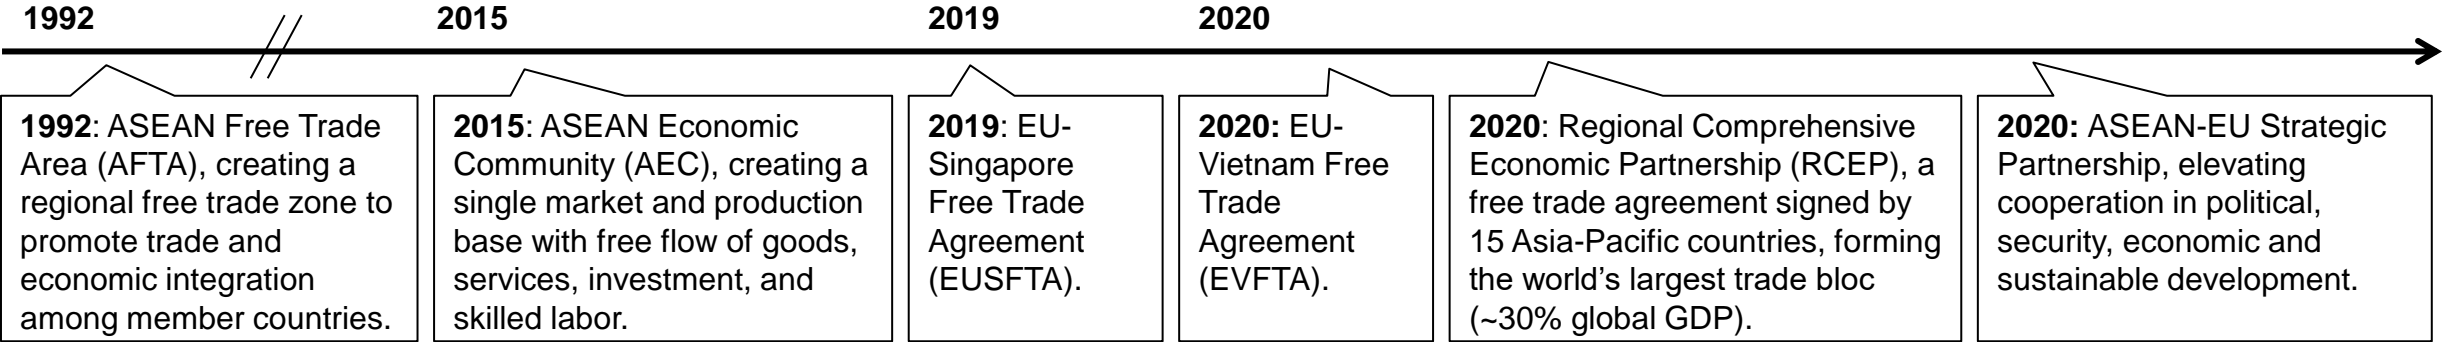 1992
2015
2019
2020
1992: ASEAN Free Trade
Area (AFTA), creating a
regional free trade zone to
promote trade and
economic integration
among member countries.
2015: ASEAN Economic
Community (AEC), creating a
single market and production
base with free flow of goods,
services, investment, and
skilled labor.
2019: EU-
Singapore
Free Trade
Agreement
(EUSFTA).
2020: EU-
Vietnam Free
Trade
Agreement
(EVFTA).
2020: Regional Comprehensive
Economic Partnership (RCEP), a
free trade agreement signed by
15 Asia-Pacific countries, forming
the world’s largest trade bloc
(~30% global GDP).
2020: ASEAN-EU Strategic
Partnership, elevating
cooperation in political,
security, economic and
sustainable development.